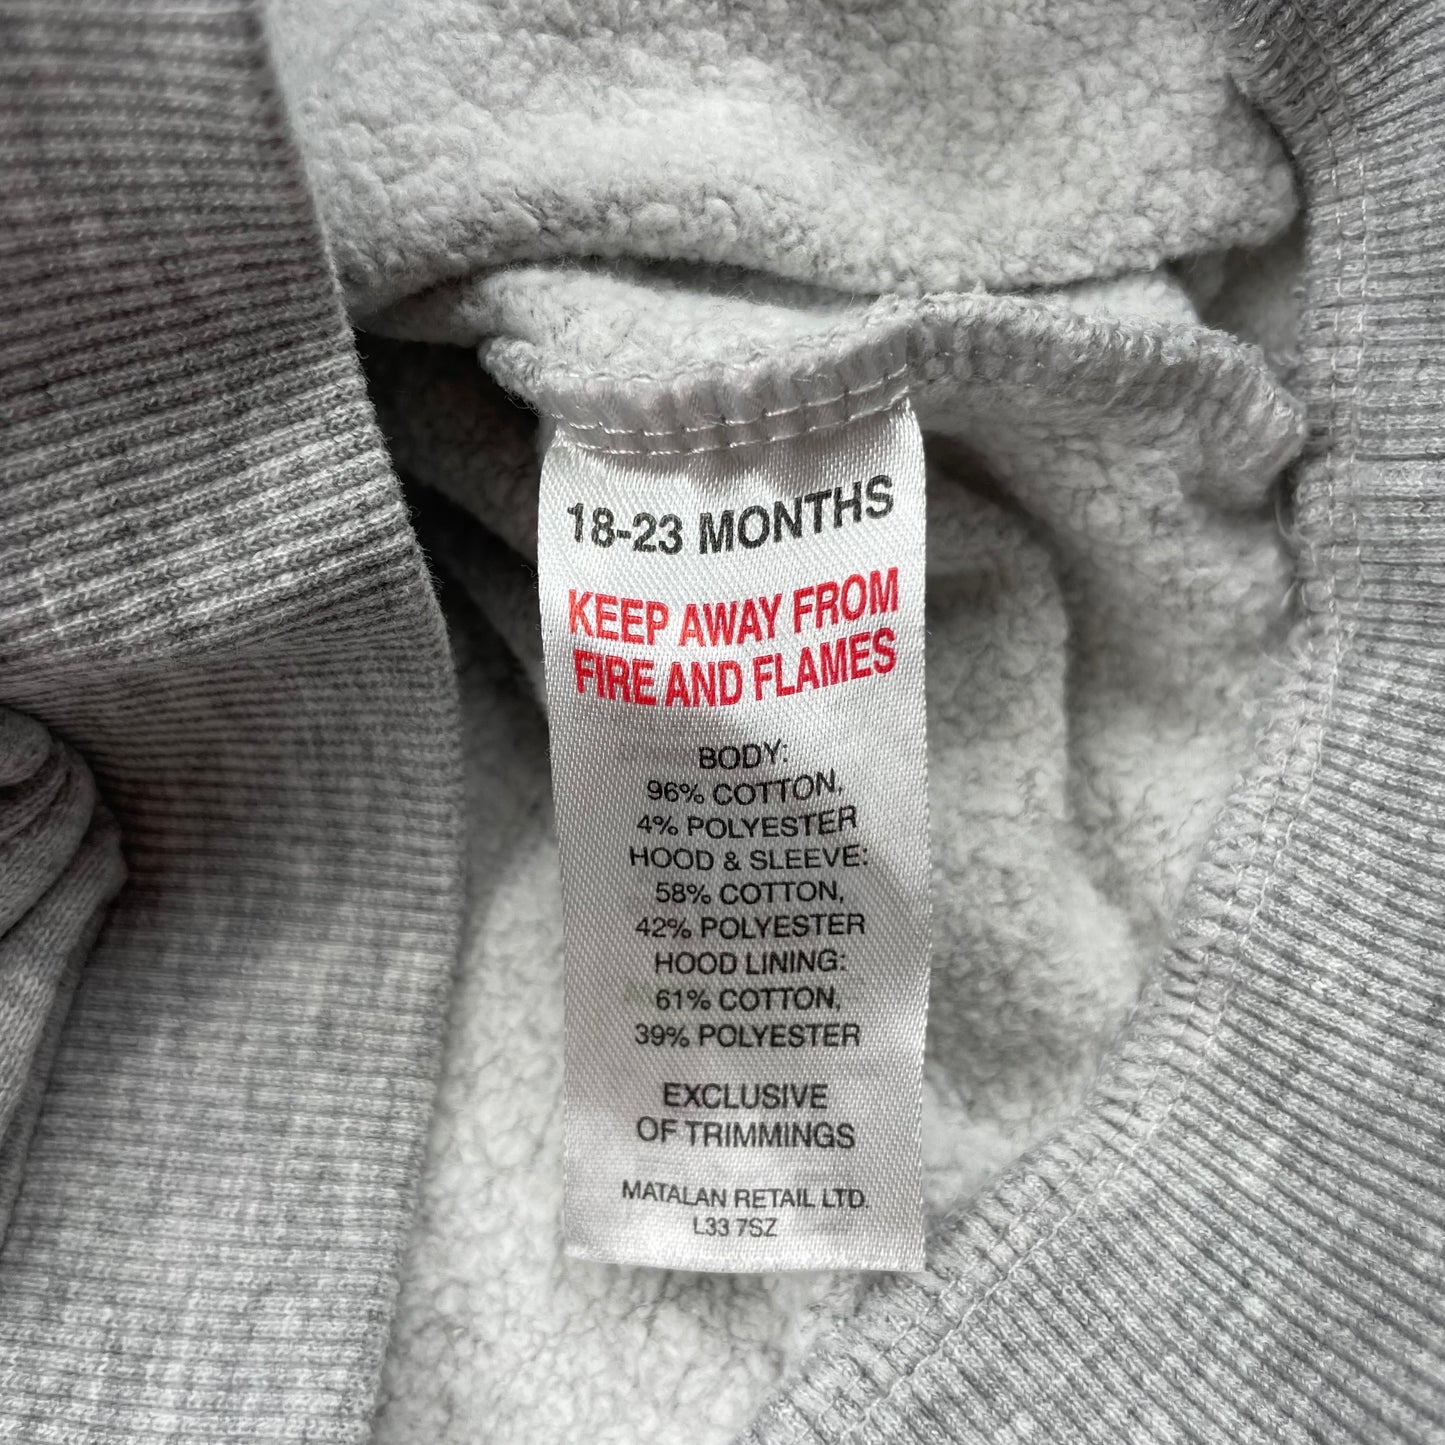 18-23 MONTHS
KEEP AWAY FROM
FIRE AND FLAMES
BODY:
96% COTTON,
4% POLYESTER
HOOD & SLEEVE:
58% COTTON,
42% POLYESTER
HOOD LINING:
61% COTTON,
39% POLYESTER
EXCLUSIVE
OF TRIMMINGS
MATALAN RETAIL LTD.
L33 7SZ